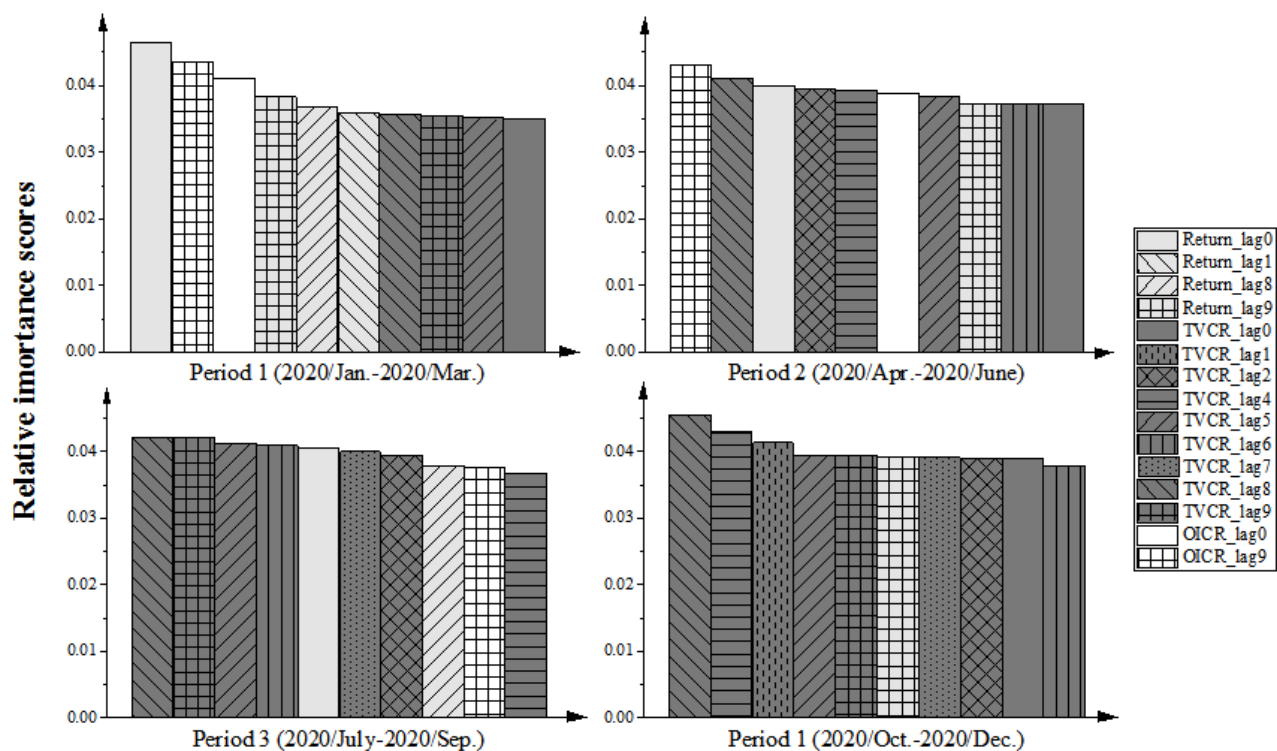 Relative imortance scores
0.04
0.03
0.02
0.01
0.00
Period 1 (2020/Jan.-2020/Mar.)
0.04
0.03
0.02
0.01
0.00
Period 2 (2020/Apr.-2020/June)
0.04
0.03
0.02
0.01
0.00
Period 3 (2020/July-2020/Sep.)
0.04
0.03
0.02
0.01
0.00
Period 1 (2020/Oct.-2020/Dec.)
Return_lag0
Return_lag1
Return_lag8
Return_lag9
TVCR_lag0
TVCR_lag1
TVCR_lag2
TVCR_lag4
TVCR_lag5
TVCR_lag6
TVCR_lag7
TVCR_lag8
TVCR_lag9
OICR_lag0
OICR_lag9